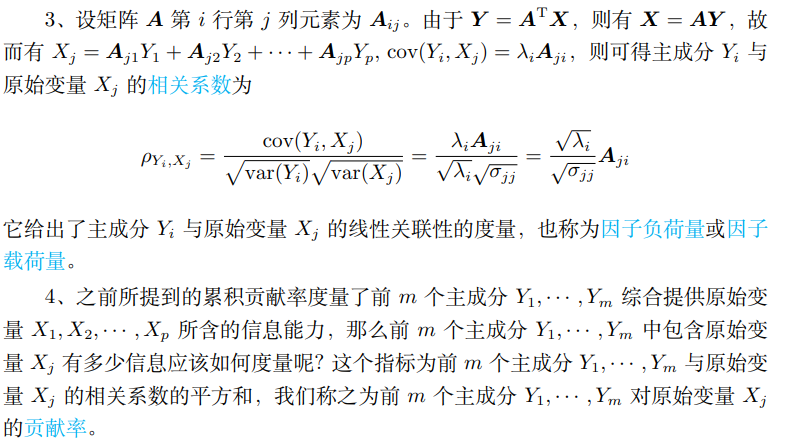 3、设矩阵 A 第 i 行第 j 列元素为 A_{ij}。由于 Y = A^T X，则有 X = AY，故
而有 X_j = A_{j1}Y_1 + A_{j2}Y_2 + ··· + A_{jp}Y_p, cov(Y_i, X_j) = λ_i A_{ji}，则可得主成分 Y_i 与
原始变量 X_j 的相关系数为
ρ_{Y_i,X_j} = \frac{cov(Y_i, X_j)}{\sqrt{var(Y_i)}\sqrt{var(X_j)}} = \frac{λ_i A_{ji}}{\sqrt{λ_i}\sqrt{σ_{jj}}} = \frac{\sqrt{λ_i}}{\sqrt{σ_{jj}}} A_{ji}
它给出了主成分 Y_i 与原始变量 X_j 的线性关联性的度量，也称为因子负荷量或因子
载荷量。
4、之前所提到的累积贡献率度量了前 m 个主成分 Y_1, ··· , Y_m 综合提供原始变
量 X_1, X_2, ··· , X_p 所含的信息能力，那么前 m 个主成分 Y_1, ··· , Y_m 中包含原始变
量 X_j 有多少信息应该如何度量呢？这个指标为前 m 个主成分 Y_1, ··· , Y_m 与原始变
量 X_j 的相关系数的平方和，我们称之为前 m 个主成分 Y_1, ··· , Y_m 对原始变量 X_j
的贡献率。